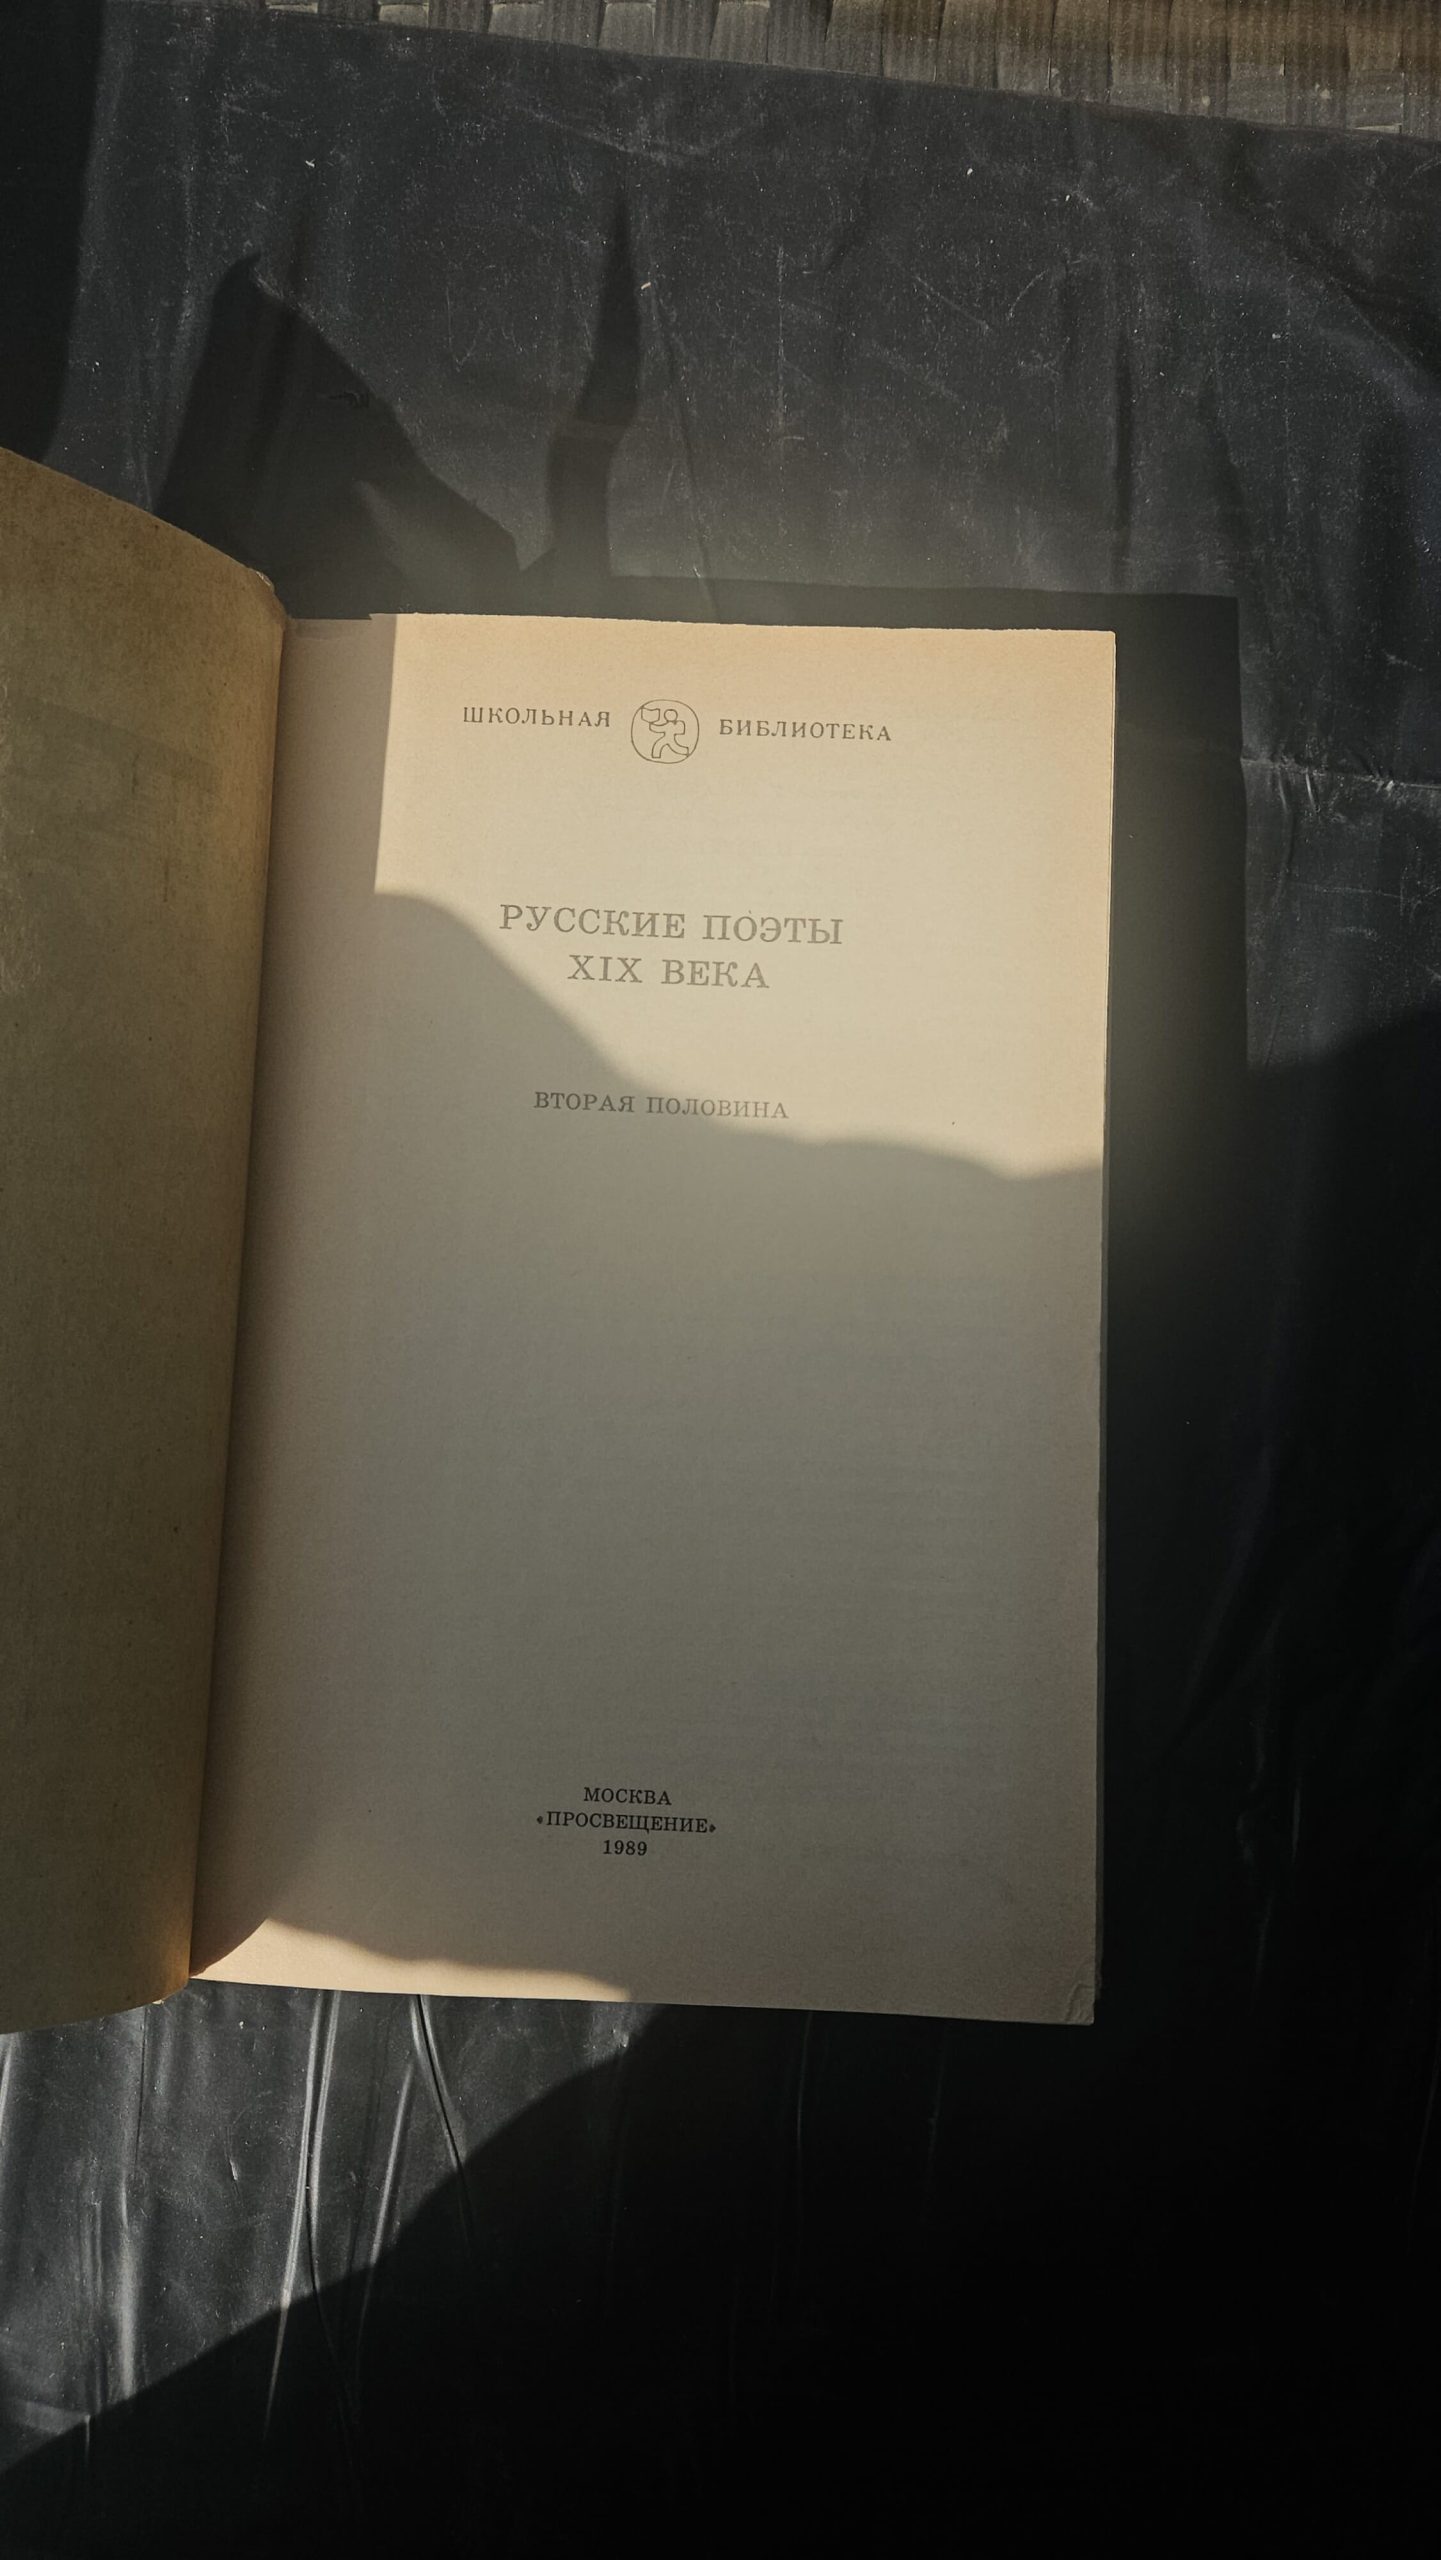 ШКОЛЬНАЯ БИБЛИОТЕКА
РУССКИЕ ПОЭТЫ
XIX ВЕКА
ВТОРАЯ ПОЛОВИНА
МОСКВА
«ПРОСВЕЩЕНИЕ»
1989